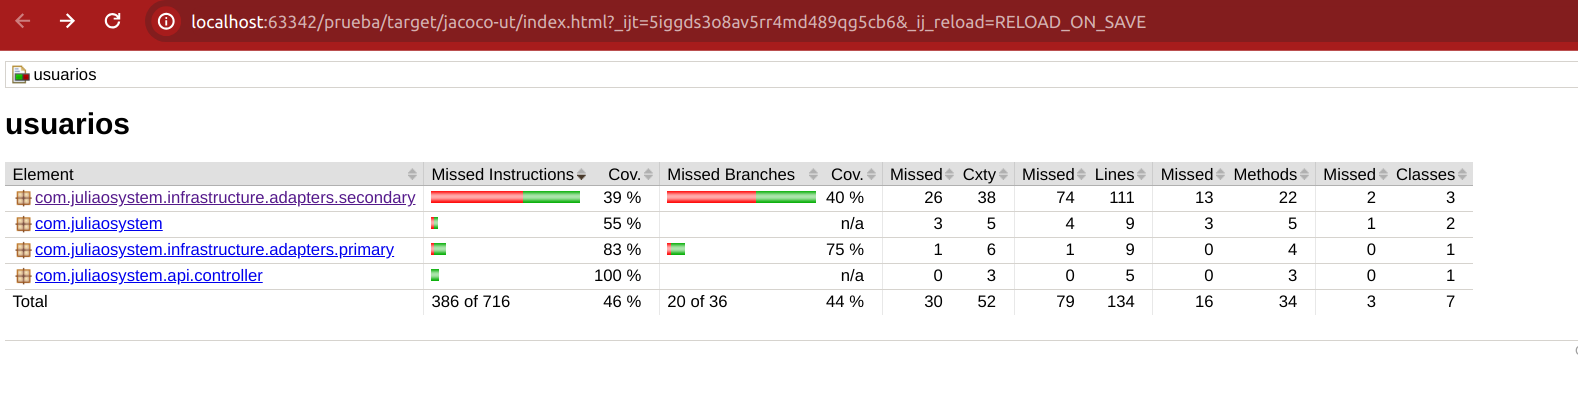 localhost:63342/prueba/target/jacoco-ut/index.html?_ijt=5iggds3o8av5rr4md489qg5cb6&_ij_reload=RELOAD_ON_SAVE
usuarios
usuarios
Element Missed Instructions Cov. Missed Branches Cov. Missed Cxty Missed Lines Missed Methods Missed Classes
com.juliaosystem.infrastructure.adapters.secondary 39 % 40 % 26 38 74 111 13 22 2 3
com.juliaosystem 55 % n/a 3 5 4 9 3 5 1 2
com.juliaosystem.infrastructure.adapters.primary 83 % 75 % 1 6 1 9 0 4 0 1
com.juliaosystem.api.controller 100 % n/a 0 3 0 5 0 3 0 1
Total 386 of 716 46 % 20 of 36 44 % 30 52 79 134 16 34 3 7